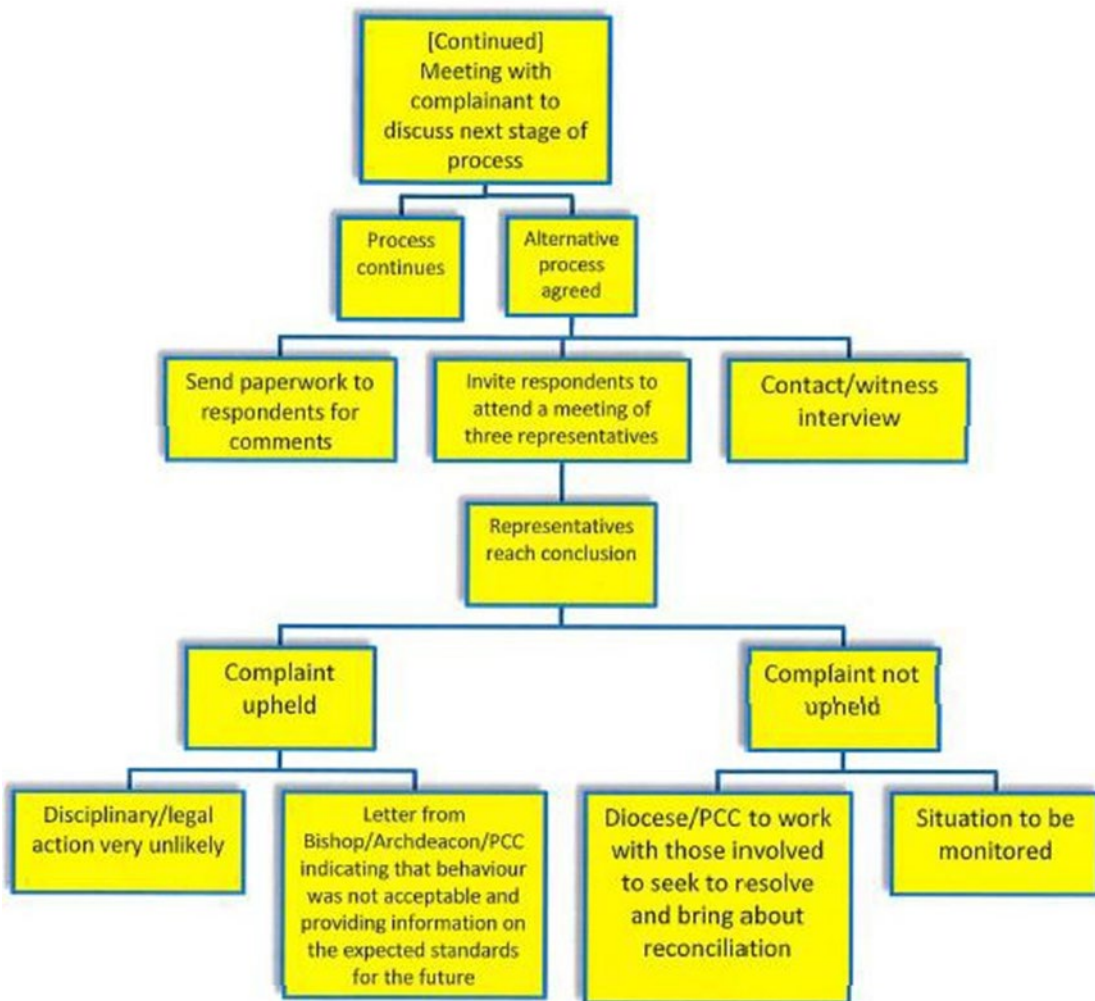 [Continued]
Meeting with
complainant to
discuss next stage of
process
Process
continues
Alternative
process
agreed
Send paperwork to
respondents for
comments
Invite respondents to
attend a meeting of
three representatives
Contact/witness
interview
Representatives
reach conclusion
Complaint
upheld
Complaint not
upheld
Disciplinary/legal
action very unlikely
Letter from
Bishop/Archdeacon/PCC
indicating that behaviour
was not acceptable and
providing information on
the expected standards
for the future
Diocese/PCC to work
with those involved
to seek to resolve
and bring about
reconciliation
Situation to be
monitored